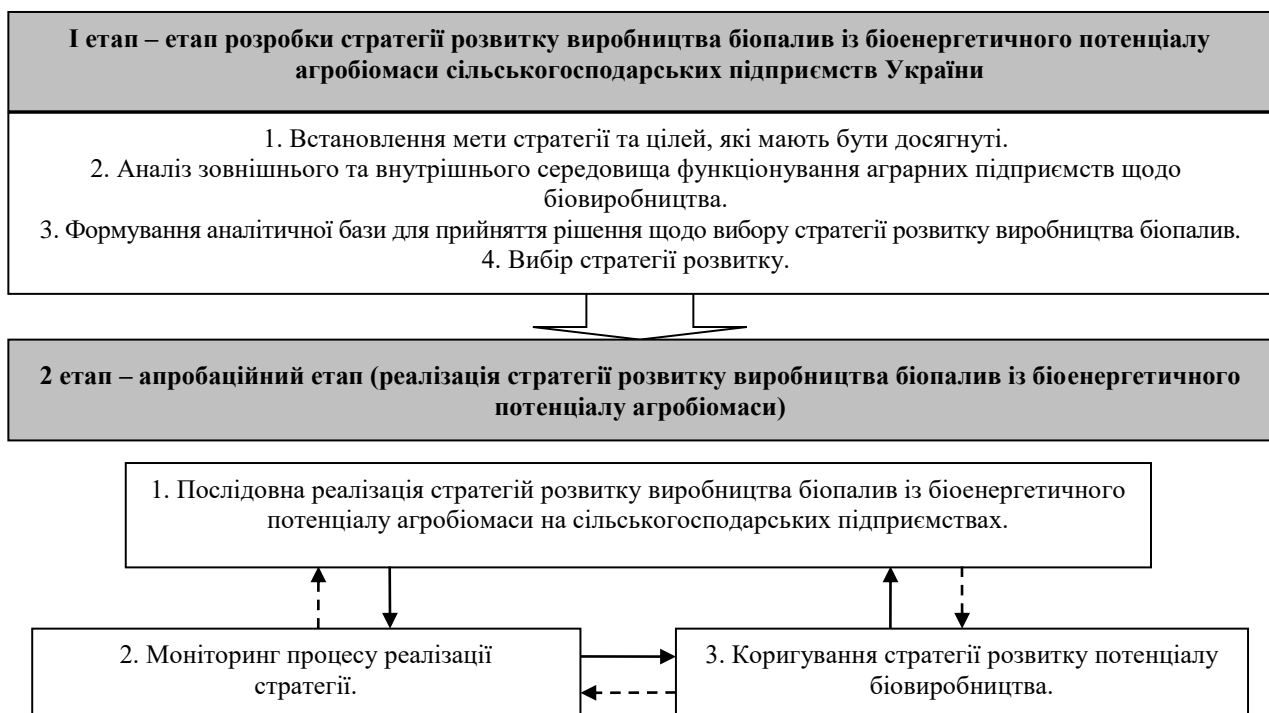 І етап – етап розробки стратегії розвитку виробництва біопалив із біоенергетичного потенціалу
агробіомаси сільськогосподарських підприємств України
1. Встановлення мети стратегії та цілей, які мають бути досягнуті.
2. Аналіз зовнішнього та внутрішнього середовища функціонування аграрних підприємств щодо
біовиробництва.
3. Формування аналітичної бази для прийняття рішення щодо вибору стратегії розвитку виробництва біопалив.
4. Вибір стратегії розвитку.
2 етап – апробаційний етап (реалізація стратегії розвитку виробництва біопалив із біоенергетичного
потенціалу агробіомаси)
1. Послідовна реалізація стратегій розвитку виробництва біопалив із біоенергетичного
потенціалу агробіомаси на сільськогосподарських підприємствах.
2. Моніторинг процесу реалізації
стратегії.
3. Коригування стратегії розвитку потенціалу
біовиробництва.